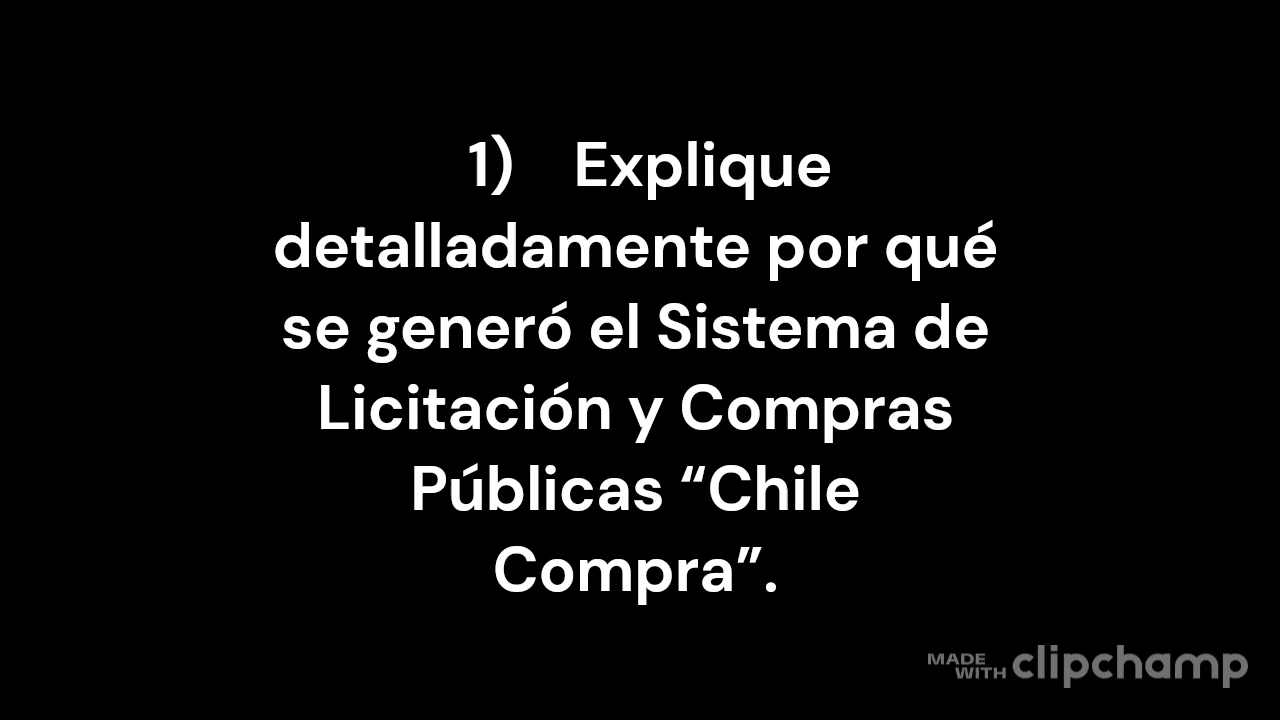 1) Explique
detalladamente por qué
se generó el Sistema de
Licitación y Compras
Públicas “Chile
Compra”.
MADE
WITH clipchamp